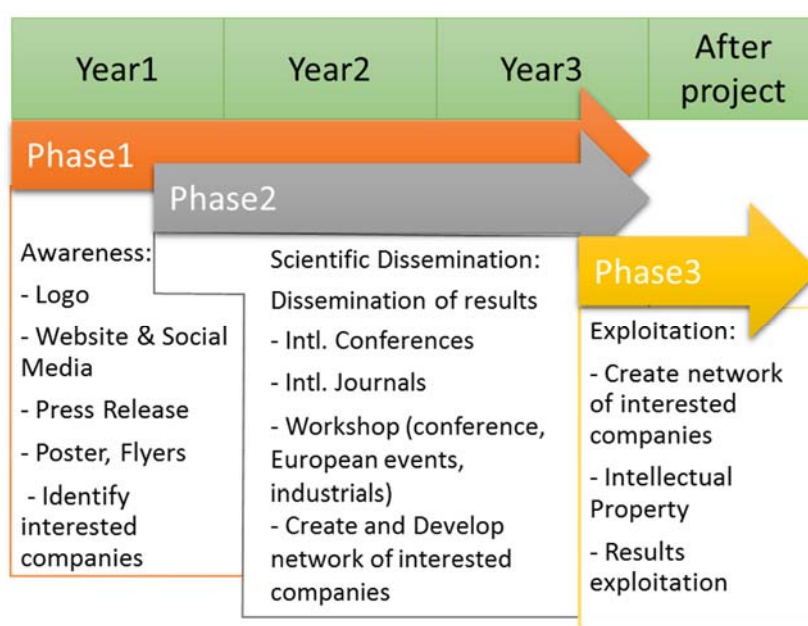 Year1
Year2
Year3
After
project
Phase1
Phase2
Phase3
Awareness:
- Logo
- Website & Social
Media
- Press Release
- Poster, Flyers
- Identify
interested
companies
Scientific Dissemination:
Dissemination of results
- Intl. Conferences
- Intl. Journals
- Workshop (conference,
European events,
industrials)
- Create and Develop
network of interested
companies
Exploitation:
- Create network
of interested
companies
- Intellectual
Property
- Results
exploitation